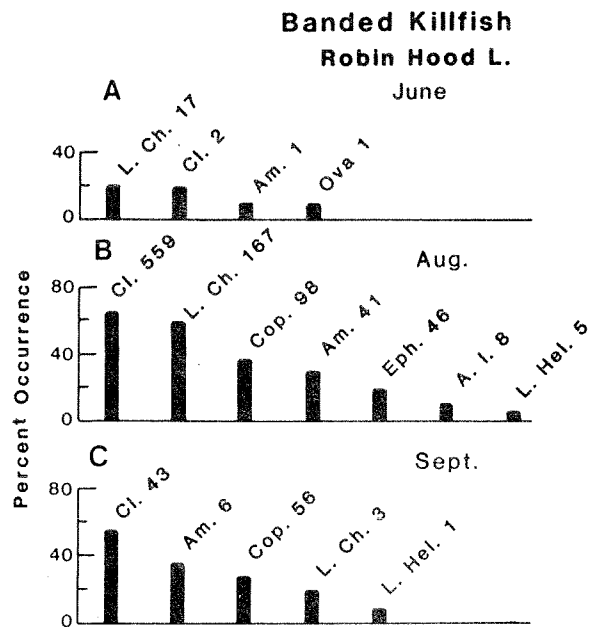 Banded Killfish
Robin Hood L.
A
June
L. Ch. 17
Cl. 2
Am. 1
Ova 1
40
0
B
Aug.
Cl. 559
L. Ch. 167
Cop. 98
Am. 41
Eph. 46
A. I. 8
L. Hel. 5
80
40
0
C
Sept.
Cl. 43
Am. 6
Cop. 56
L. Ch. 3
L. Hel. 1
80
40
0
Percent Occurrence